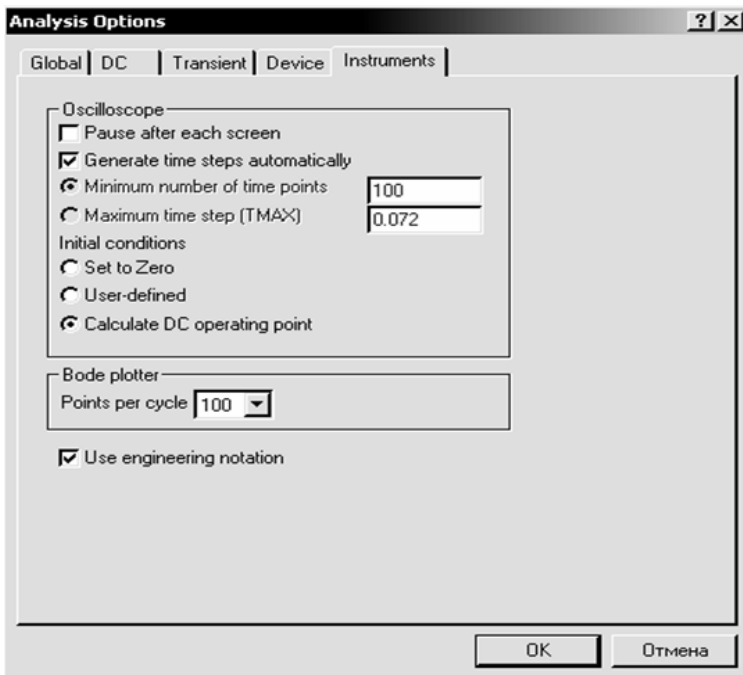 Analysis Options
Global DC Transient Device Instruments
Oscilloscope
Pause after each screen
Generate time steps automatically
Minimum number of time points 100
Maximum time step (TMAX) 0.072
Initial conditions
Set to Zero
User-defined
Calculate DC operating point
Bode plotter
Points per cycle 100
Use engineering notation
OK Отмена